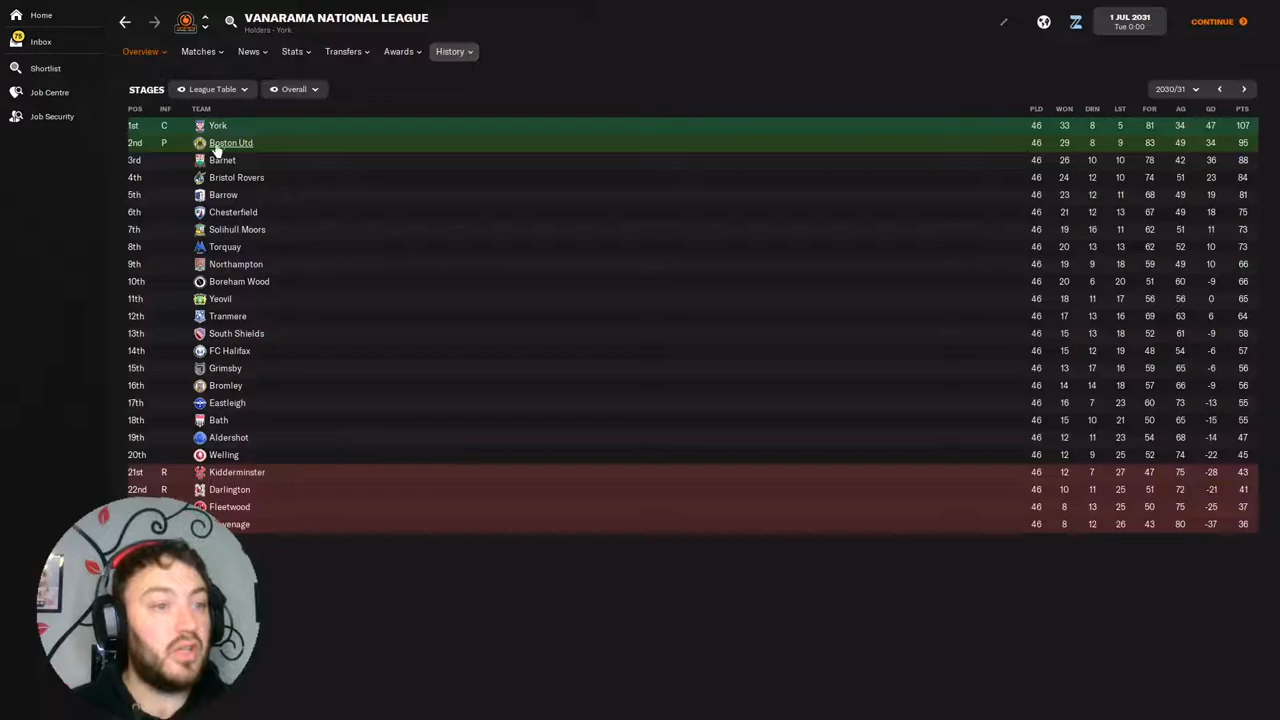 Home
VANARAMA NATIONAL LEAGUE
Holders - York
1 JUL 2031
Tue 0:00
CONTINUE
75
Inbox
Overview Matches News Stats Transfers Awards History
Shortlist
Job Centre
Job Security
STAGES League Table Overall 2030/31
POS INF TEAM PLD WON DRN LST FOR AG GD PTS
1st C York 46 33 8 5 81 34 47 107
2nd P Boston Utd 46 29 8 9 83 49 34 95
3rd Barnet 46 26 10 10 78 42 36 88
4th Bristol Rovers 46 24 12 10 74 51 23 84
5th Barrow 46 23 12 11 68 49 19 81
6th Chesterfield 46 21 12 13 67 49 18 75
7th Solihull Moors 46 19 16 11 62 51 11 73
8th Torquay 46 20 13 13 62 52 10 73
9th Northampton 46 19 9 18 59 49 10 66
10th Boreham Wood 46 20 6 20 51 60 -9 66
11th Yeovil 46 18 11 17 56 56 0 65
12th Tranmere 46 17 13 16 69 63 6 64
13th South Shields 46 15 13 18 52 61 -9 58
14th FC Halifax 46 15 12 19 48 54 -6 57
15th Grimsby 46 13 17 16 59 65 -6 56
16th Bromley 46 14 14 18 57 66 -9 56
17th Eastleigh 46 16 7 23 60 73 -13 55
18th Bath 46 15 10 21 50 65 -15 55
19th Aldershot 46 12 11 23 54 68 -14 47
20th Welling 46 12 9 25 52 74 -22 45
21st R Kidderminster 46 12 7 27 47 75 -28 43
22nd R Darlington 46 10 11 25 51 72 -21 41
Fleetwood 46 8 13 25 50 75 -25 37
enage 46 8 12 26 43 80 -37 36